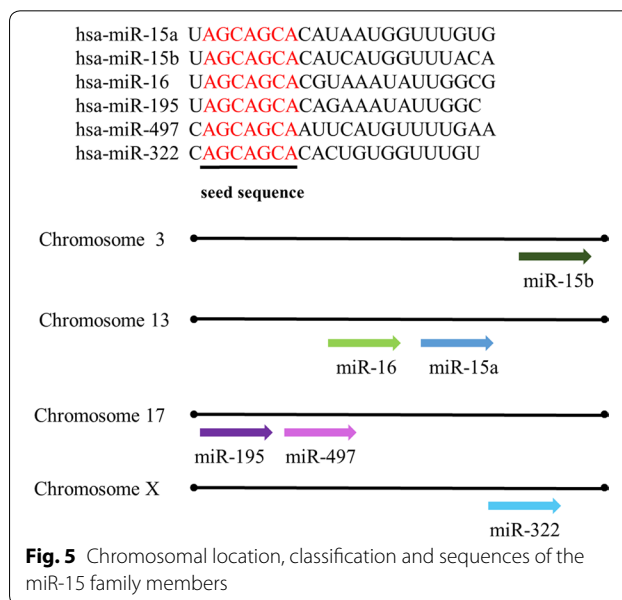 hsa-miR-15a UAGCAGCACAUAAUGGUUUGUG
hsa-miR-15b UAGCAGCACAUCAUGGUUUACA
hsa-miR-16 UAGCAGCACGUAAAUAUUGGCG
hsa-miR-195 UAGCAGCACAGAAAUAUUGGC
hsa-miR-497 CAGCAGCAAUUCAUGUUUUGAA
hsa-miR-322 CAGCAGCACACUGUGGUUUGU
seed sequence
Chromosome 3
miR-15b
Chromosome 13
miR-16 miR-15a
Chromosome 17
miR-195 miR-497
Chromosome X
miR-322
Fig. 5 Chromosomal location, classification and sequences of the
miR-15 family members